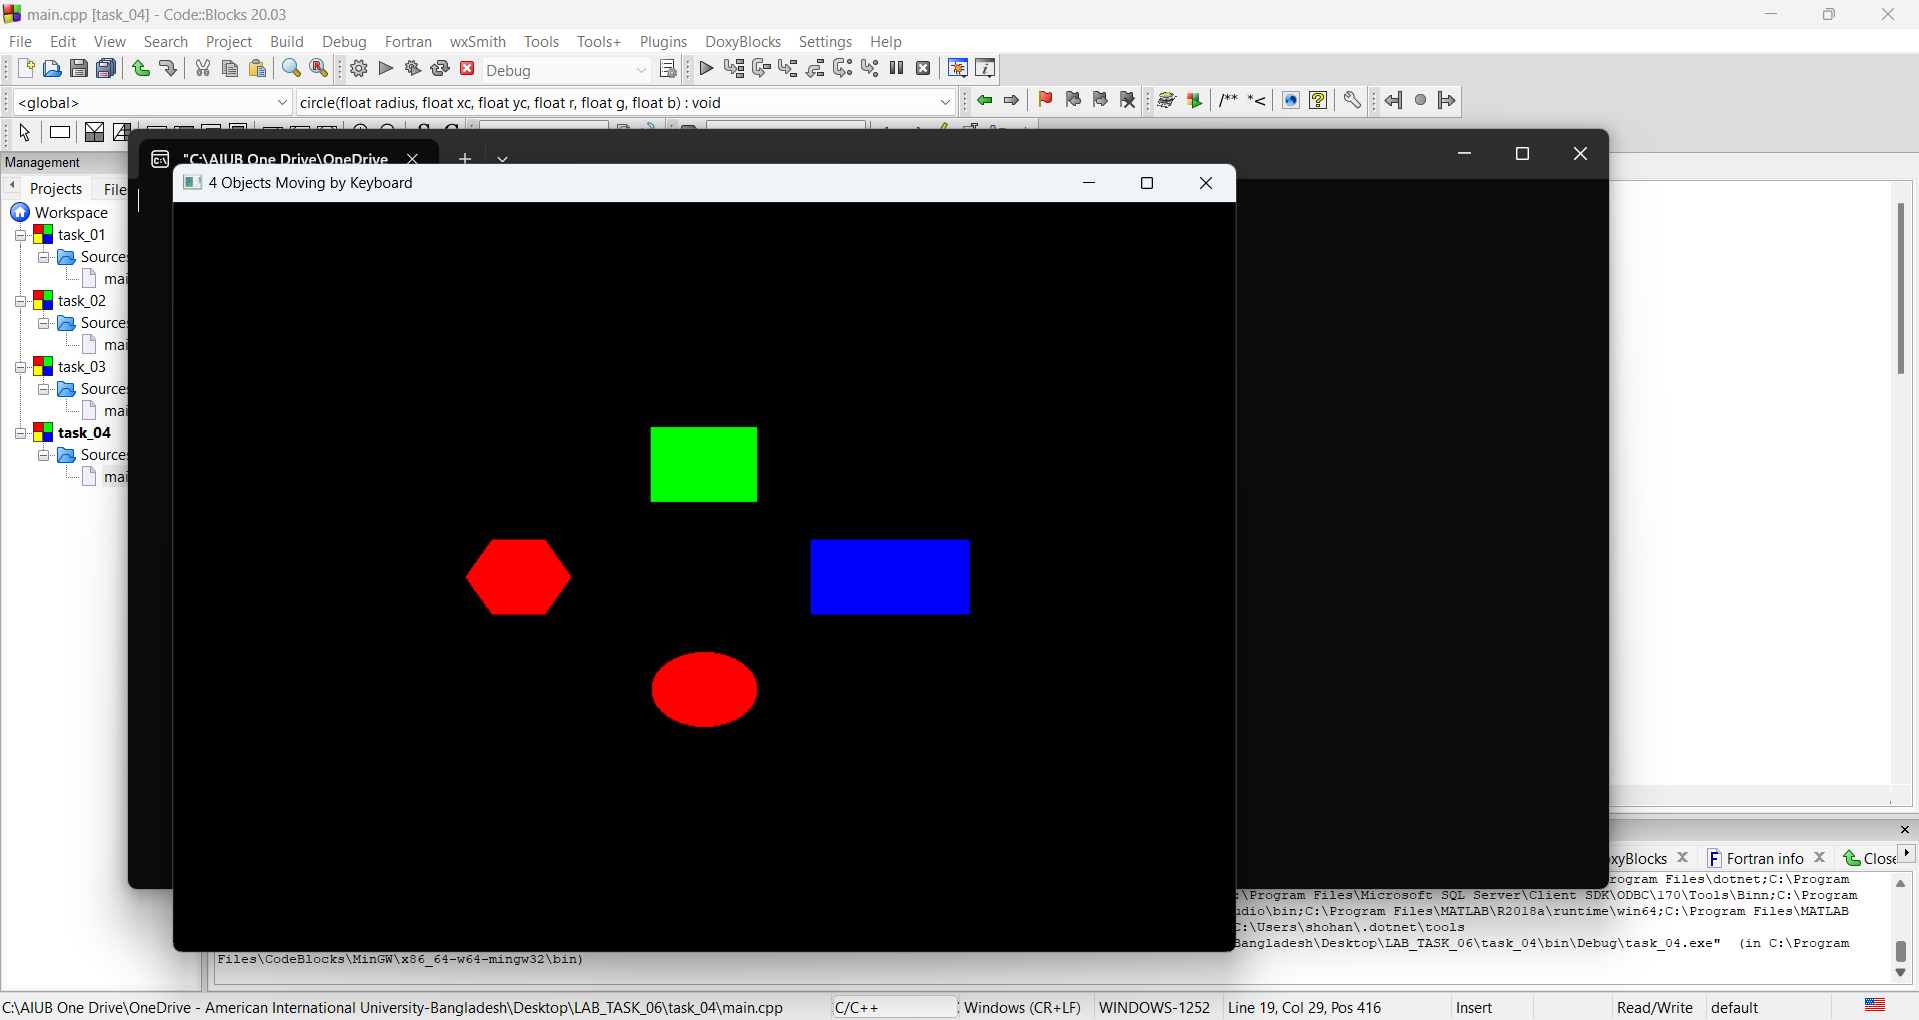 main.cpp [task_04] - Code::Blocks 20.03
File Edit View Search Project Build Debug Fortran wxSmith Tools Tools+ Plugins DoxyBlocks Settings Help
Debug
<global> circle(float radius, float xc, float yc, float r, float g, float b) : void
/** *<
Management
"C:\AIUB One Drive\OneDrive
4 Objects Moving by Keyboard
Projects File
Workspace
task_01
Sources
mai
task_02
Sources
mai
task_03
Sources
mai
task_04
Sources
mai
xyBlocks Fortran info Close
rogram Files\dotnet;C:\Program
:\Program Files\Microsoft SQL Server\Client SDK\ODBC\170\Tools\Binn;C:\Program
udio\bin;C:\Program Files\MATLAB\R2018a\runtime\win64;C:\Program Files\MATLAB
C:\Users\shohan\.dotnet\tools
Bangladesh\Desktop\LAB_TASK_06\task_04\bin\Debug\task_04.exe" (in C:\Program
Files\CodeBlocks\MinGW\x86_64-w64-mingw32\bin)
C:\AIUB One Drive\OneDrive - American International University-Bangladesh\Desktop\LAB_TASK_06\task_04\main.cpp C/C++ Windows (CR+LF) WINDOWS-1252 Line 19, Col 29, Pos 416 Insert Read/Write default